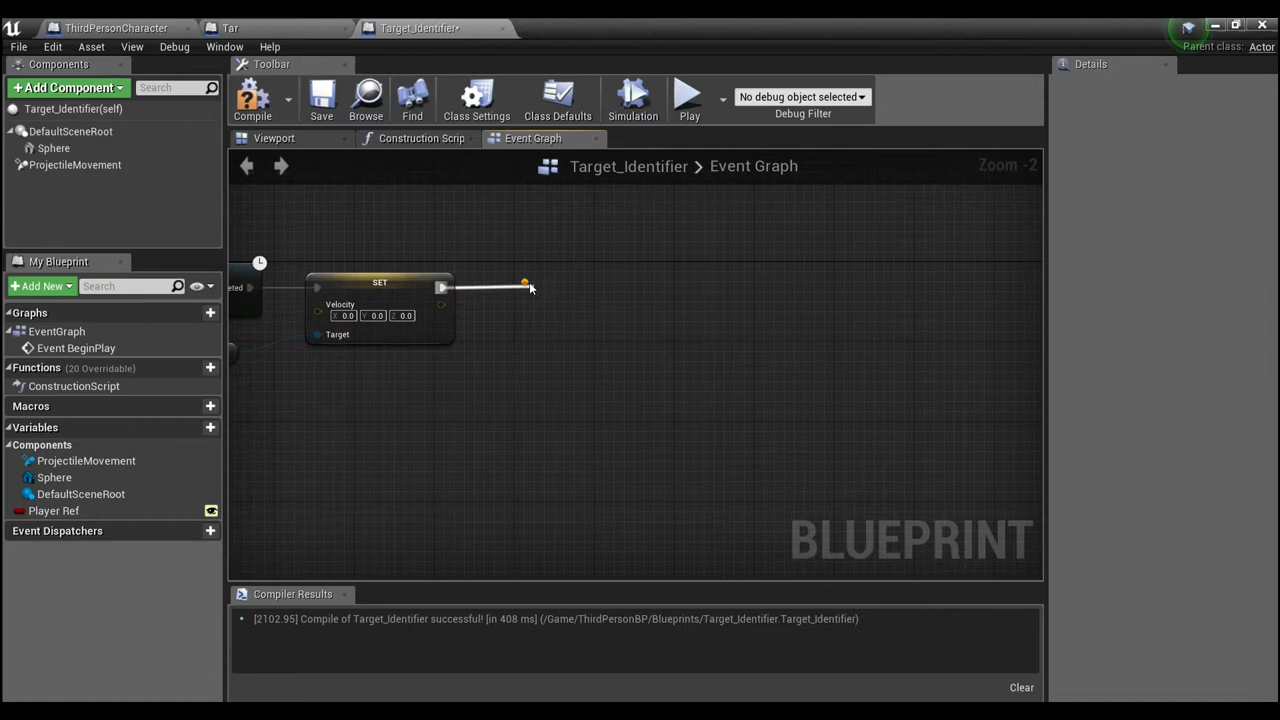 ThirdPersonCharacter
Tar
Target_Identifier*
File Edit Asset View Debug Window Help
Parent class: Actor
Components
Toolbar
Details
+ Add Component
Search
Target_Identifier(self)
DefaultSceneRoot
Sphere
ProjectileMovement
Compile
Save
Browse
Find
Class Settings
Class Defaults
Simulation
Play
No debug object selected
Debug Filter
Viewport
Construction Scrip
Event Graph
Target_Identifier > Event Graph
Zoom -2
My Blueprint
+ Add New
Search
Graphs
EventGraph
Event BeginPlay
Functions (20 Overridable)
ConstructionScript
Macros
Variables
Components
ProjectileMovement
Sphere
DefaultSceneRoot
Player Ref
Event Dispatchers
eted
SET
Velocity
X 0.0 Y 0.0 Z 0.0
Target
BLUEPRINT
Compiler Results
[2102.95] Compile of Target_Identifier successful! [in 408 ms] (/Game/ThirdPersonBP/Blueprints/Target_Identifier.Target_Identifier)
Clear